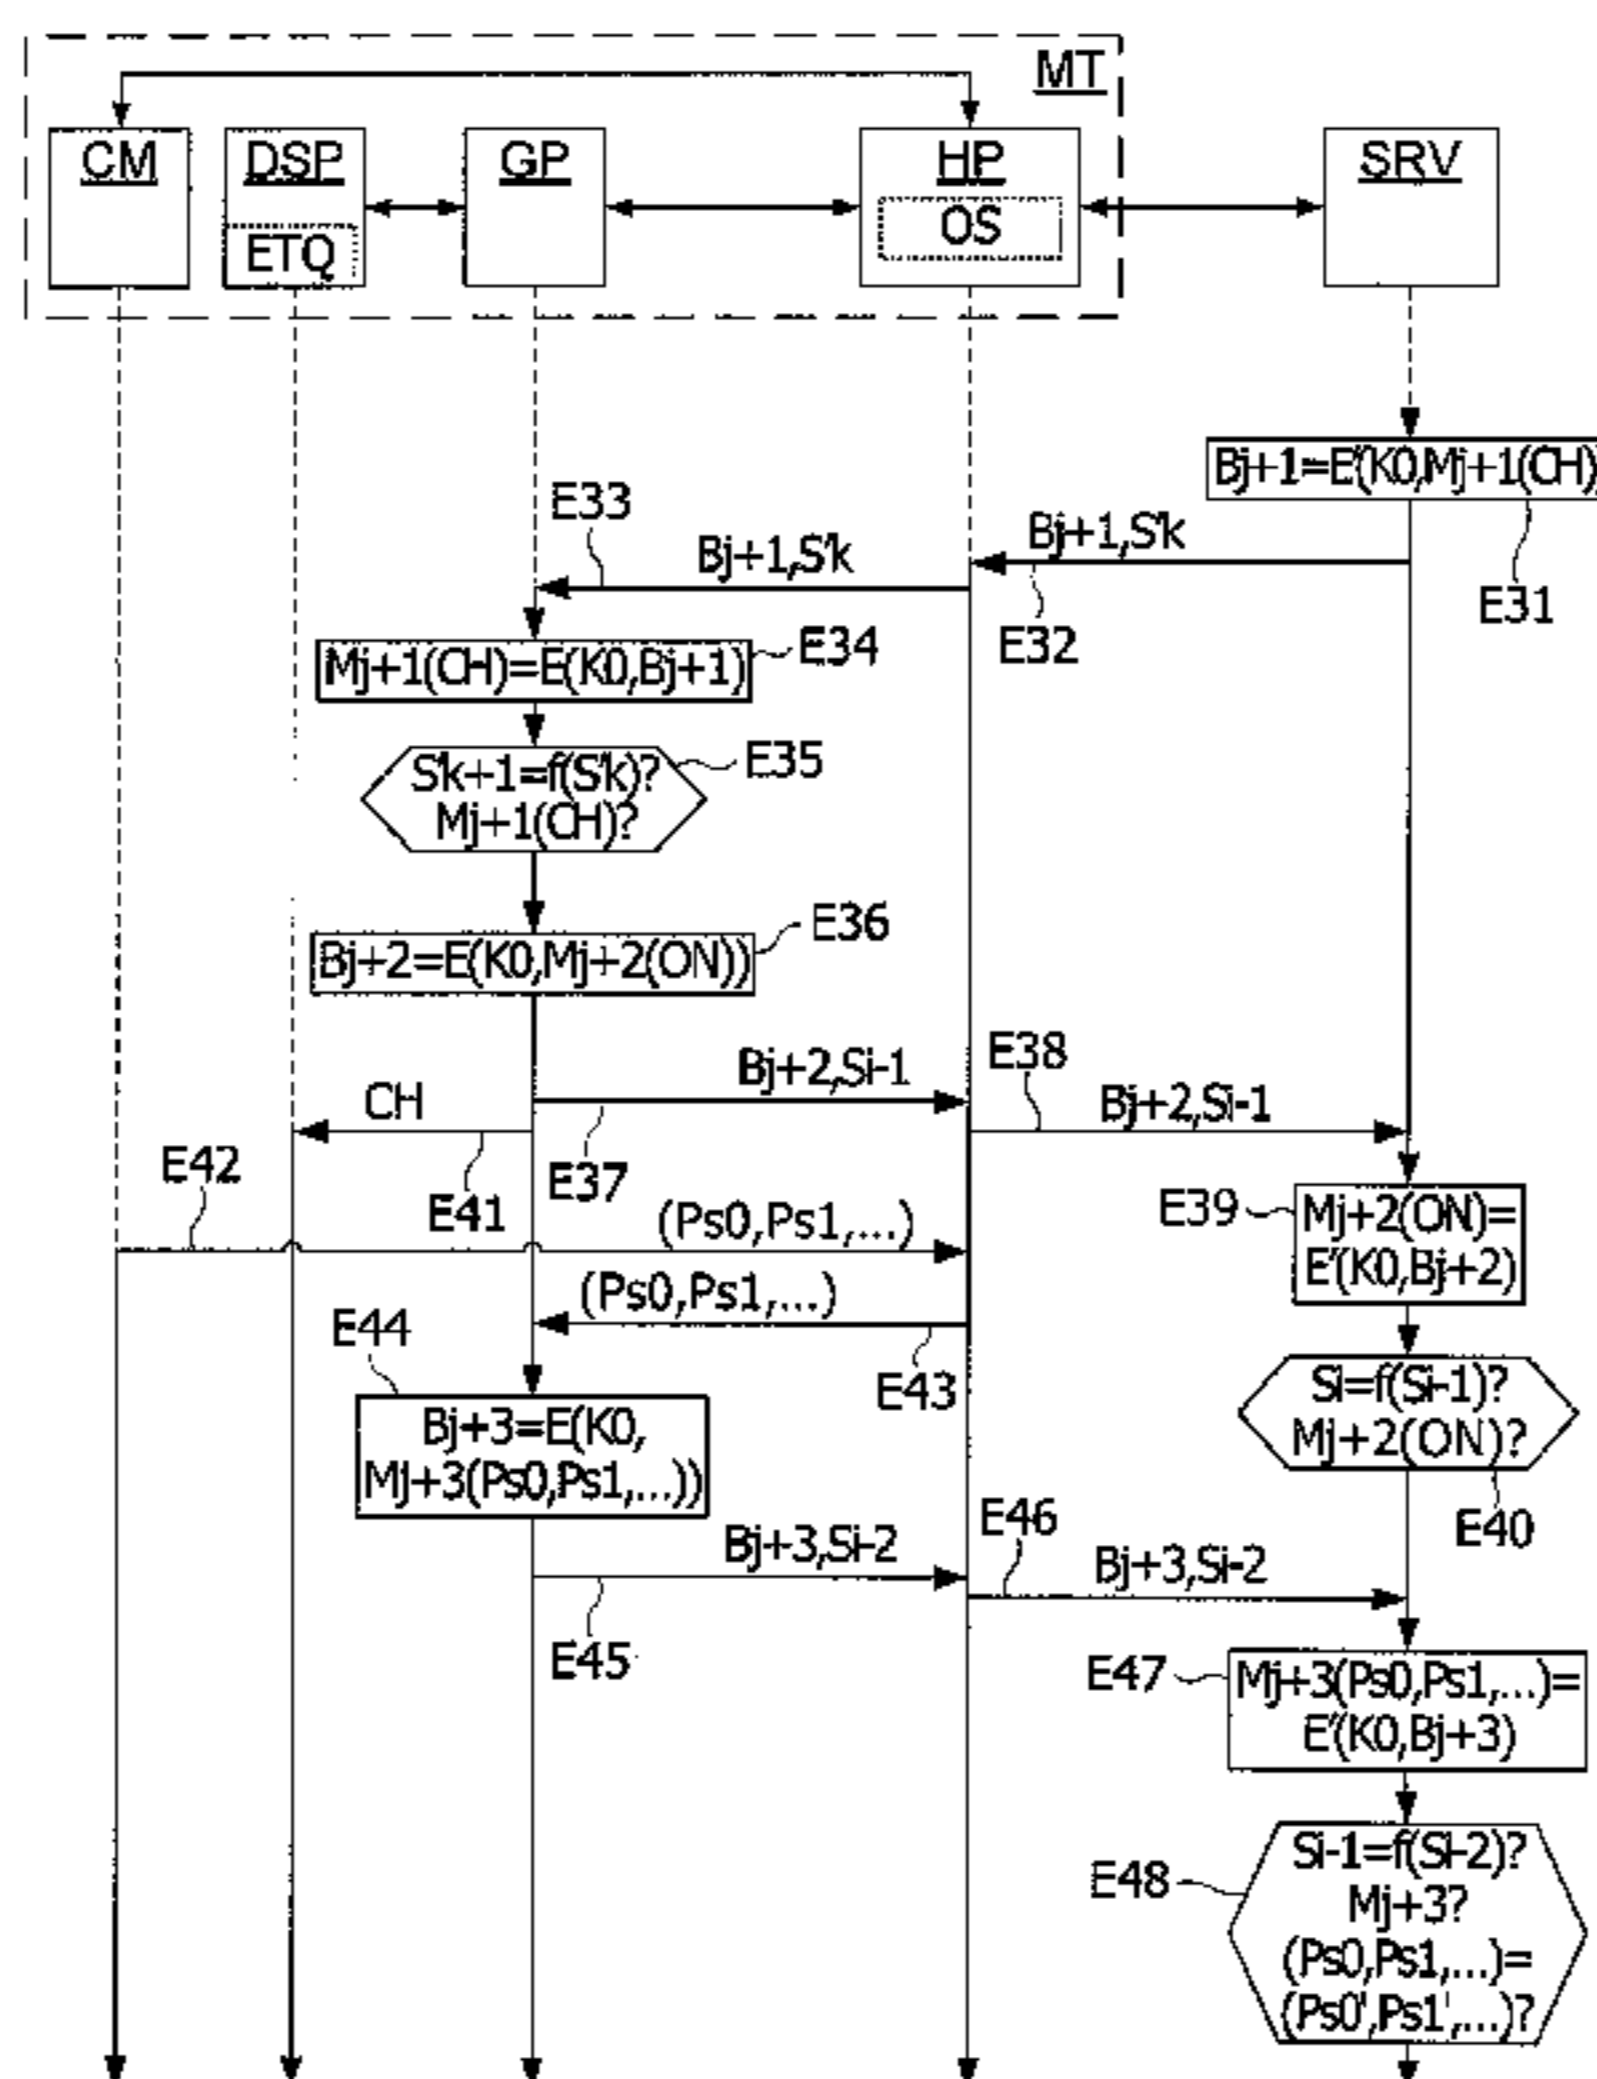 MT
CM
DSP
GP
HP
SRV
ETQ
OS
Bj+1=E'(K0,Mj+1(CH)
E31
Bj+1,S'k
E32
E33
Bj+1,S'k
Mj+1(CH)=E(K0,Bj+1)
E34
S'k+1=f(S'k)?
Mj+1(CH)?
E35
Bj+2=E(K0,Mj+2(ON))
E36
Bj+2,Si-1
E37
E38
Bj+2,Si-1
CH
E41
E42
(Ps0,Ps1,...)
E39
Mj+2(ON)=
E'(K0,Bj+2)
(Ps0,Ps1,...)
E43
E44
Bj+3=E(K0,
Mj+3(Ps0,Ps1,...))
Si=f(Si-1)?
Mj+2(ON)?
E40
Bj+3,Si-2
E45
E46
Bj+3,Si-2
E47
Mj+3(Ps0,Ps1,...)=
E'(K0,Bj+3)
E48
Si-1=f(Si-2)?
Mj+3?
(Ps0,Ps1,...)=
(Ps0',Ps1',...)?